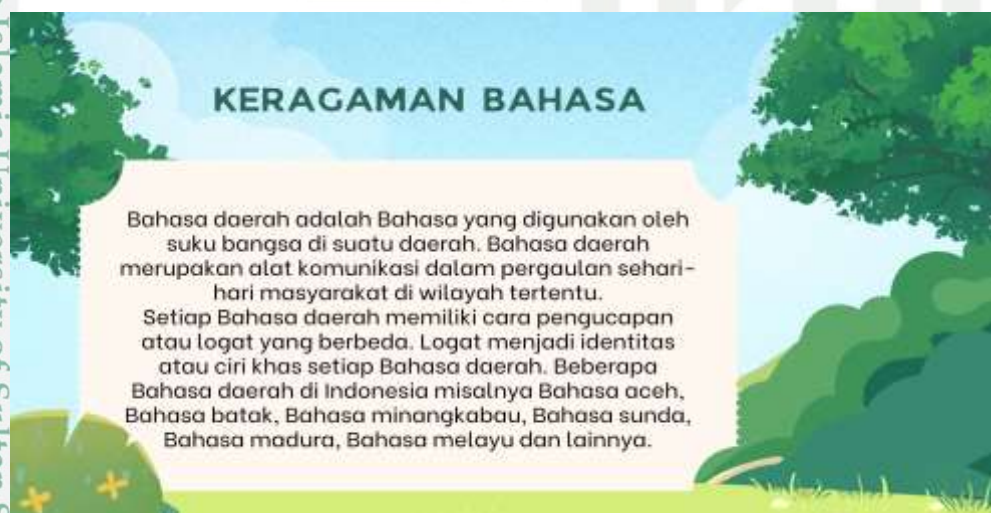 KERAGAMAN BAHASA
Bahasa daerah adalah Bahasa yang digunakan oleh
suku bangsa di suatu daerah. Bahasa daerah
merupakan alat komunikasi dalam pergaulan sehari-
hari masyarakat di wilayah tertentu.
Setiap Bahasa daerah memiliki cara pengucapan
atau logat yang berbeda. Logat menjadi identitas
atau ciri khas setiap Bahasa daerah. Beberapa
Bahasa daerah di Indonesia misalnya Bahasa aceh,
Bahasa batak, Bahasa minangkabau, Bahasa sunda,
Bahasa madura, Bahasa melayu dan lainnya.